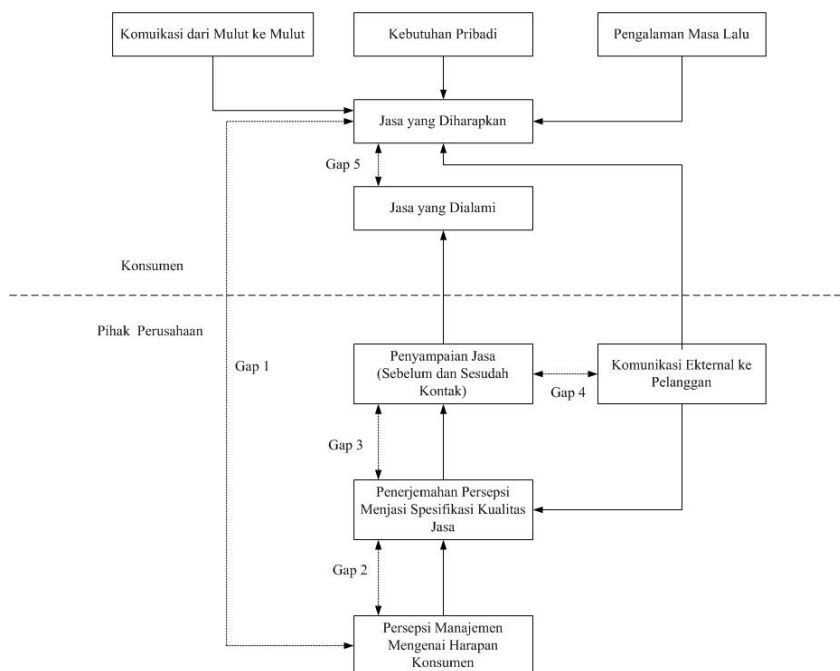 Komuikasi dari Mulut ke Mulut
Kebutuhan Pribadi
Pengalaman Masa Lalu
Jasa yang Diharapkan
Gap 5
Jasa yang Dialami
Konsumen
Pihak Perusahaan
Gap 1
Penyampaian Jasa
(Sebelum dan Sesudah
Kontak)
Gap 4
Komunikasi Ekternal ke
Pelanggan
Gap 3
Penerjemahan Persepsi
Menjasi Spesifikasi Kualitas
Jasa
Gap 2
Persepsi Manajemen
Mengenai Harapan
Konsumen